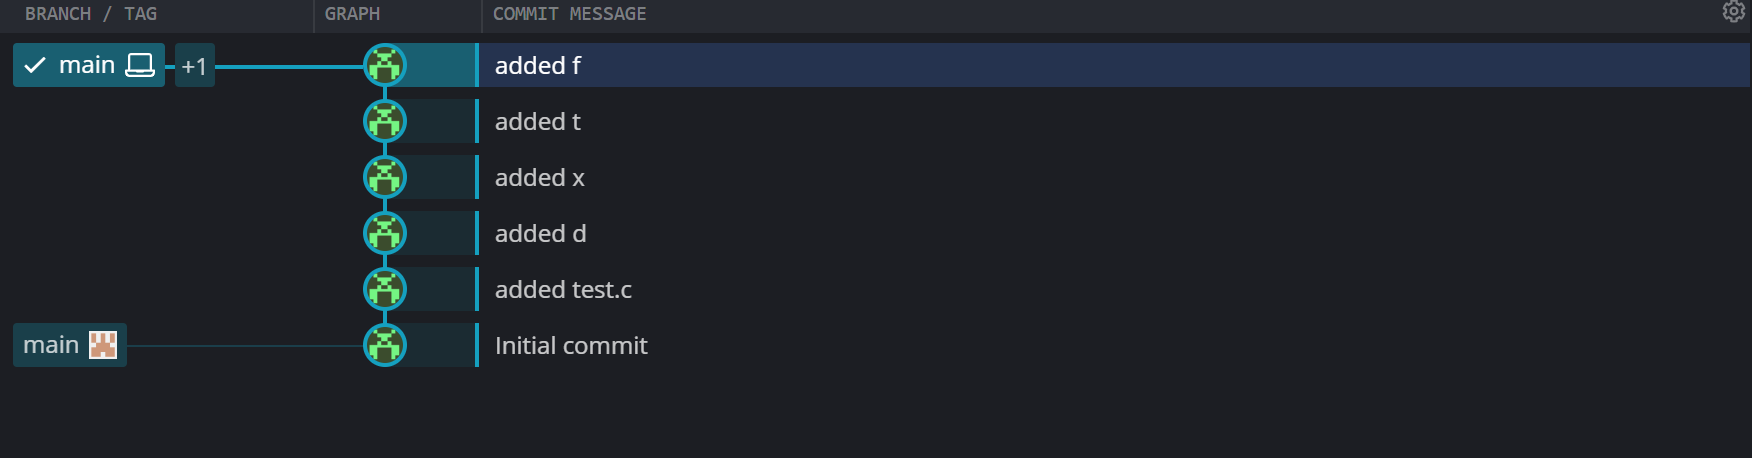 BRANCH / TAG GRAPH COMMIT MESSAGE
main +1 added f
added t
added x
added d
added test.c
main Initial commit